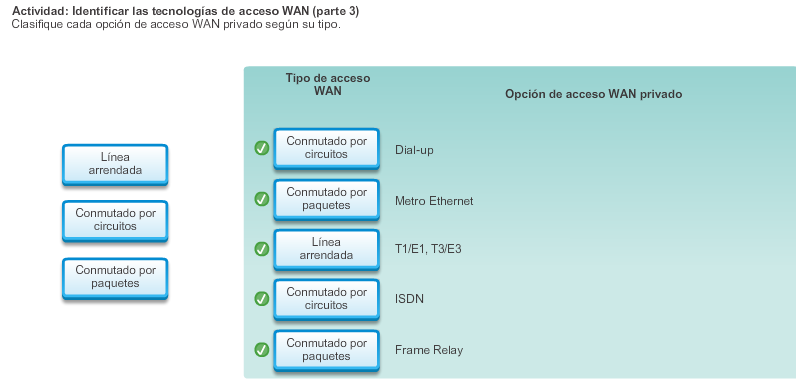 Actividad: Identificar las tecnologías de acceso WAN (parte 3)
Clasifique cada opción de acceso WAN privado según su tipo.
Línea
arrendada
Conmutado por
circuitos
Conmutado por
paquetes
Tipo de acceso
WAN
Opción de acceso WAN privado
Conmutado por
circuitos
Dial-up
Conmutado por
paquetes
Metro Ethernet
Línea
arrendada
T1/E1, T3/E3
Conmutado por
circuitos
ISDN
Conmutado por
paquetes
Frame Relay